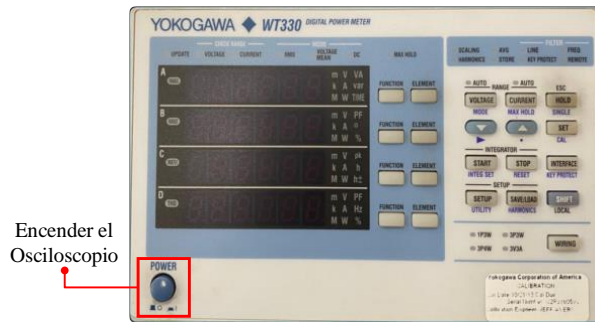 YOKOGAWA WT330 DIGITAL POWER METER
CHECK RANGE MODE FILTER
UPDATE VOLTAGE CURRENT RMS VOLTAGE MEAN DC MAX HOLD
SCALING AVG LINE FREQ
HARMONICS STORE KEY PROTECT REMOTE
A
m V VA
k A var
M W TIME
FUNCTION ELEMENT
B
m V PF
k A °
M W %
FUNCTION ELEMENT
C
m V pk
k A h
M W h±
FUNCTION ELEMENT
D
m V PF
k A Hz
M W %
FUNCTION ELEMENT
AUTO RANGE AUTO ESC
VOLTAGE CURRENT HOLD
MODE MAX HOLD SINGLE
SET
CAL
INTEGRATOR
START STOP INTERFACE
INTEG SET RESET KEY PROTECT
SETUP
SETUP SAVE/LOAD SHIFT
UTILITY HARMONICS LOCAL
1P3W 3P3W
3P4W 3V3A
WIRING
Encender el
Osciloscopio
POWER
Yokogawa Corporation of America
CALIBRATION